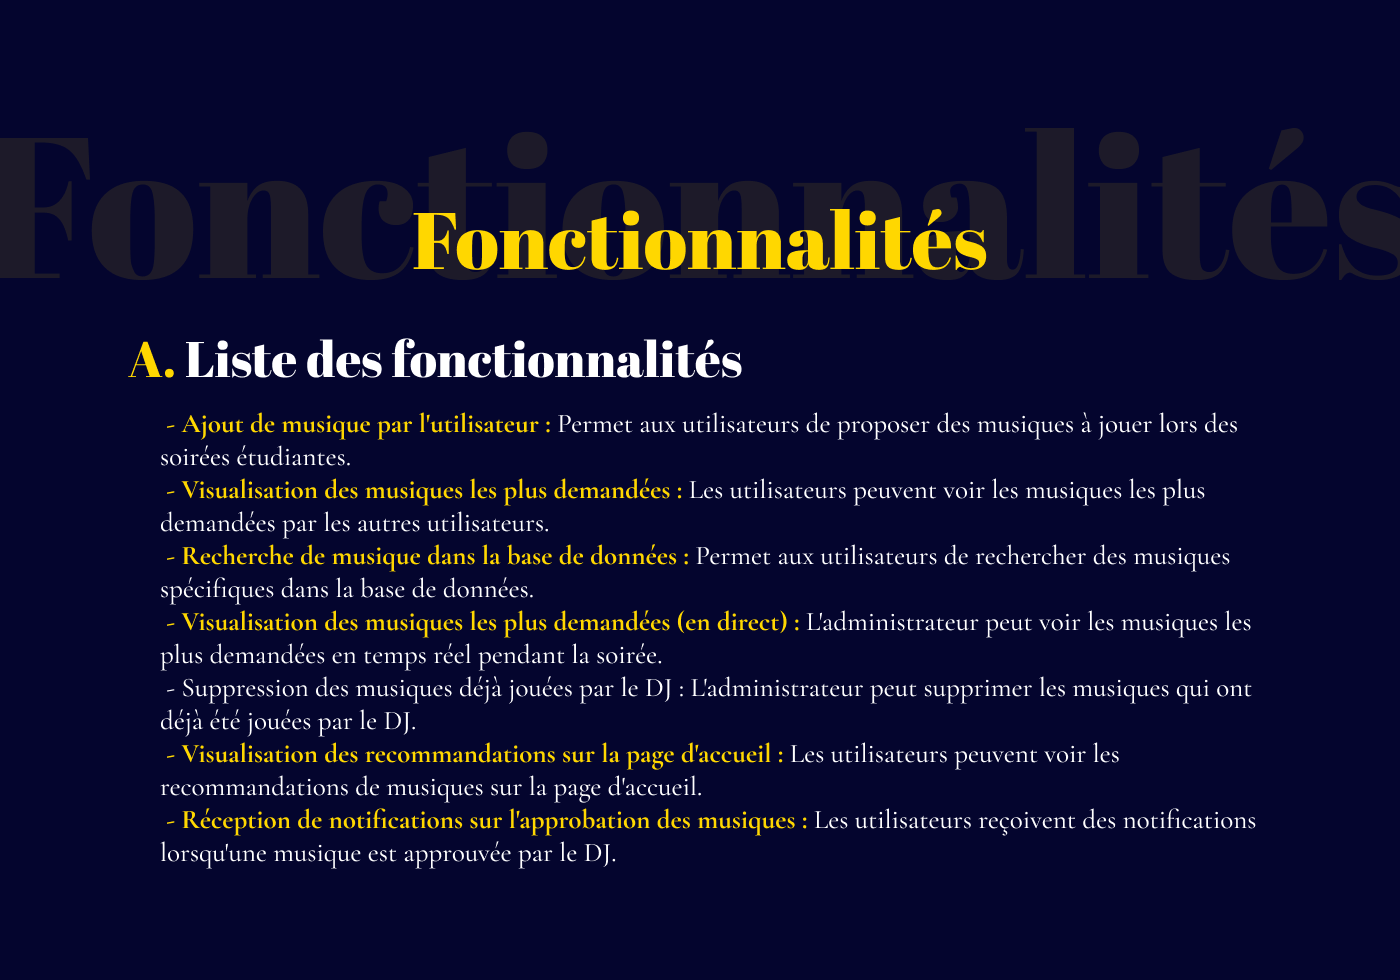 Fonctionnalités
Fonctionnalités
A. Liste des fonctionnalités
- Ajout de musique par l'utilisateur : Permet aux utilisateurs de proposer des musiques à jouer lors des
soirées étudiantes.
- Visualisation des musiques les plus demandées : Les utilisateurs peuvent voir les musiques les plus
demandées par les autres utilisateurs.
- Recherche de musique dans la base de données : Permet aux utilisateurs de rechercher des musiques
spécifiques dans la base de données.
- Visualisation des musiques les plus demandées (en direct) : L'administrateur peut voir les musiques les
plus demandées en temps réel pendant la soirée.
- Suppression des musiques déjà jouées par le DJ : L'administrateur peut supprimer les musiques qui ont
déjà été jouées par le DJ.
- Visualisation des recommandations sur la page d'accueil : Les utilisateurs peuvent voir les
recommandations de musiques sur la page d'accueil.
- Réception de notifications sur l'approbation des musiques : Les utilisateurs reçoivent des notifications
lorsqu'une musique est approuvée par le DJ.